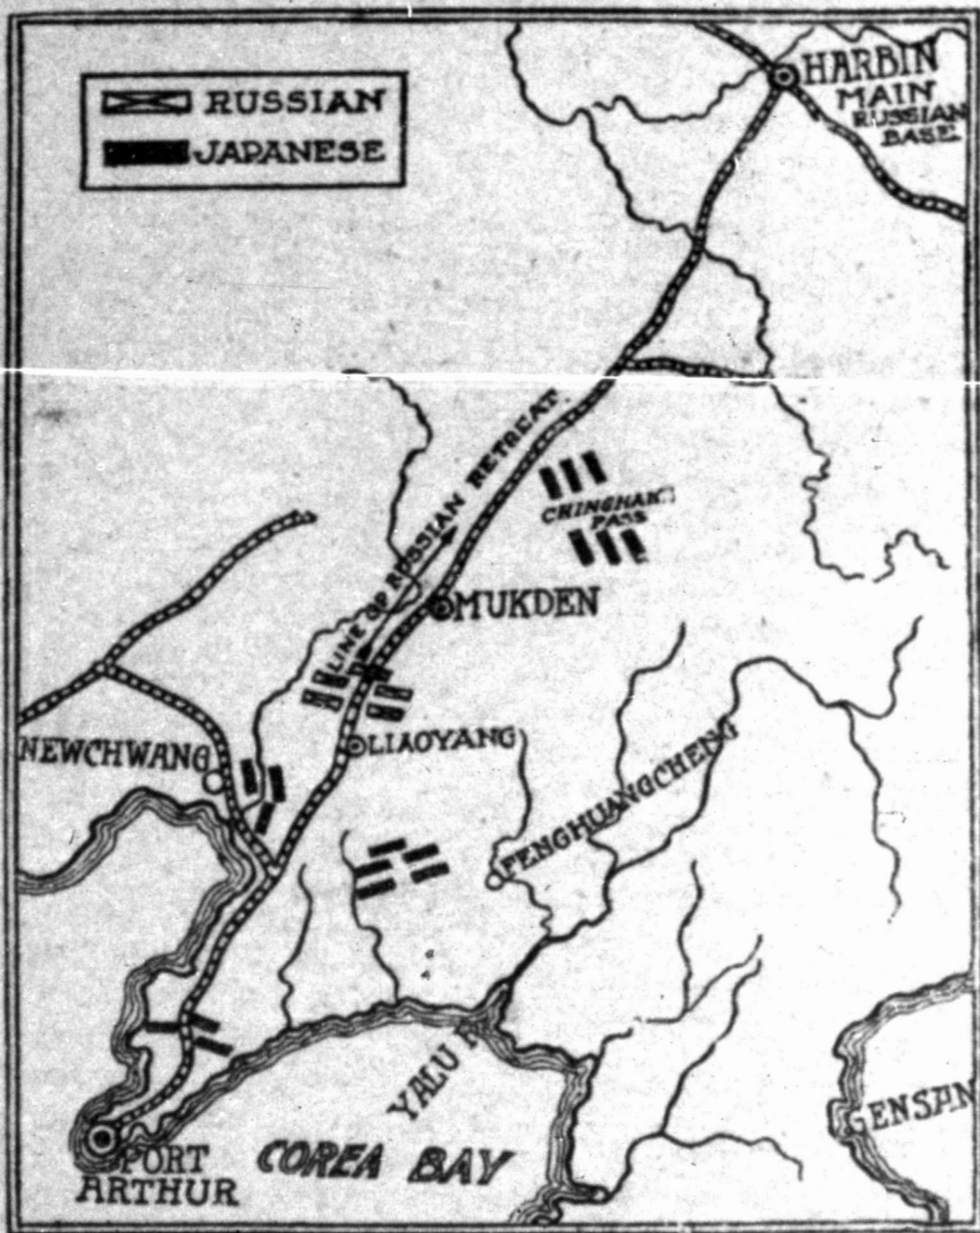 RUSSIAN
JAPANESE
HARBIN
MAIN
RUSSIAN
BASE
LINE OF RUSSIAN RETREAT
PASS
MUKDEN
LIAOYANG
NEWCHWANG
FENGHUANGCHENG
YALU R
GENSAN
COREA BAY
PORT
ARTHUR